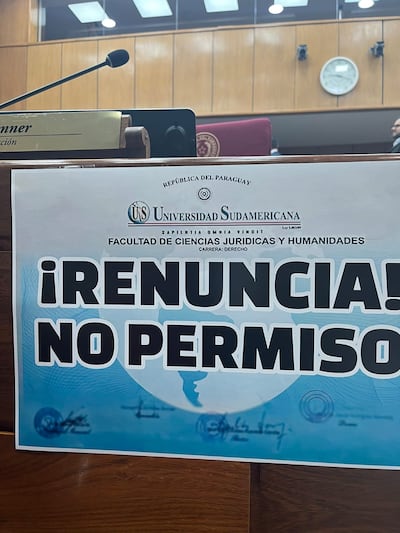 nner
ción
REPÚBLICA DEL PARAGUAY
US UNIVERSIDAD SUDAMERICANA
SAPIENTIA OMNIA VINCIT
FACULTAD DE CIENCIAS JURIDICAS Y HUMANIDADES
CARRERA: DERECHO
¡RENUNCIA!
NO PERMISO